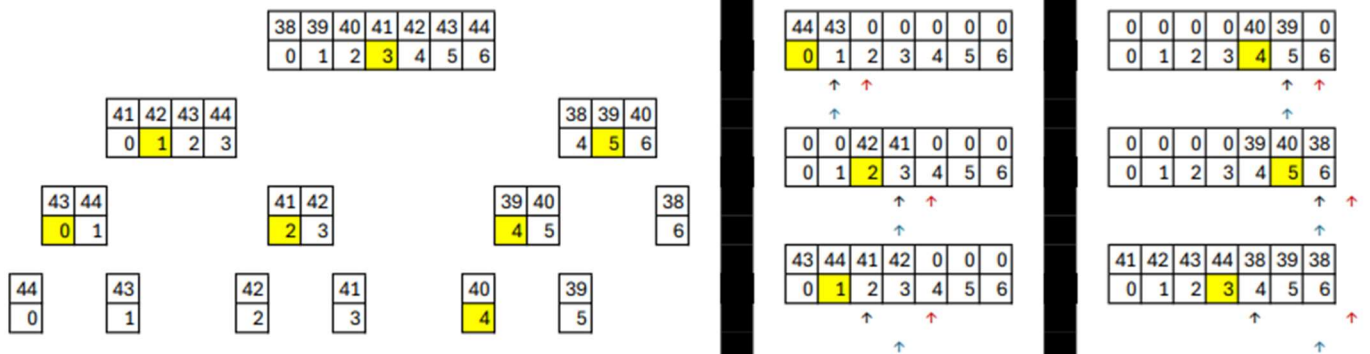 38 39 40 41 42 43 44
0 1 2 3 4 5 6
41 42 43 44
0 1 2 3
38 39 40
4 5 6
43 44
0 1
41 42
2 3
39 40
4 5
38
6
44
0
43
1
42
2
41
3
40
4
39
5
44 43 0 0 0 0 0
0 1 2 3 4 5 6
↑ ↑
↑
0 0 42 41 0 0 0
0 1 2 3 4 5 6
↑ ↑
↑
43 44 41 42 0 0 0
0 1 2 3 4 5 6
↑ ↑
↑
0 0 0 0 40 39 0
0 1 2 3 4 5 6
↑ ↑
↑
0 0 0 0 39 40 38
0 1 2 3 4 5 6
↑ ↑
↑
41 42 43 44 38 39 38
0 1 2 3 4 5 6
↑ ↑
↑